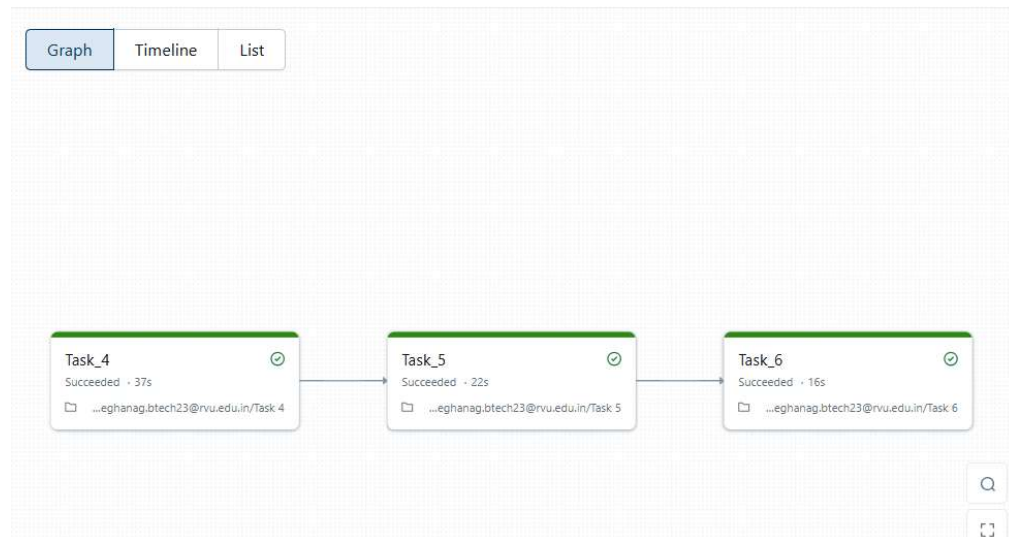 Graph Timeline List
Task_4
Succeeded · 37s
...eghanag.btech23@rvu.edu.in/Task 4
Task_5
Succeeded · 22s
...eghanag.btech23@rvu.edu.in/Task 5
Task_6
Succeeded · 16s
...eghanag.btech23@rvu.edu.in/Task 6